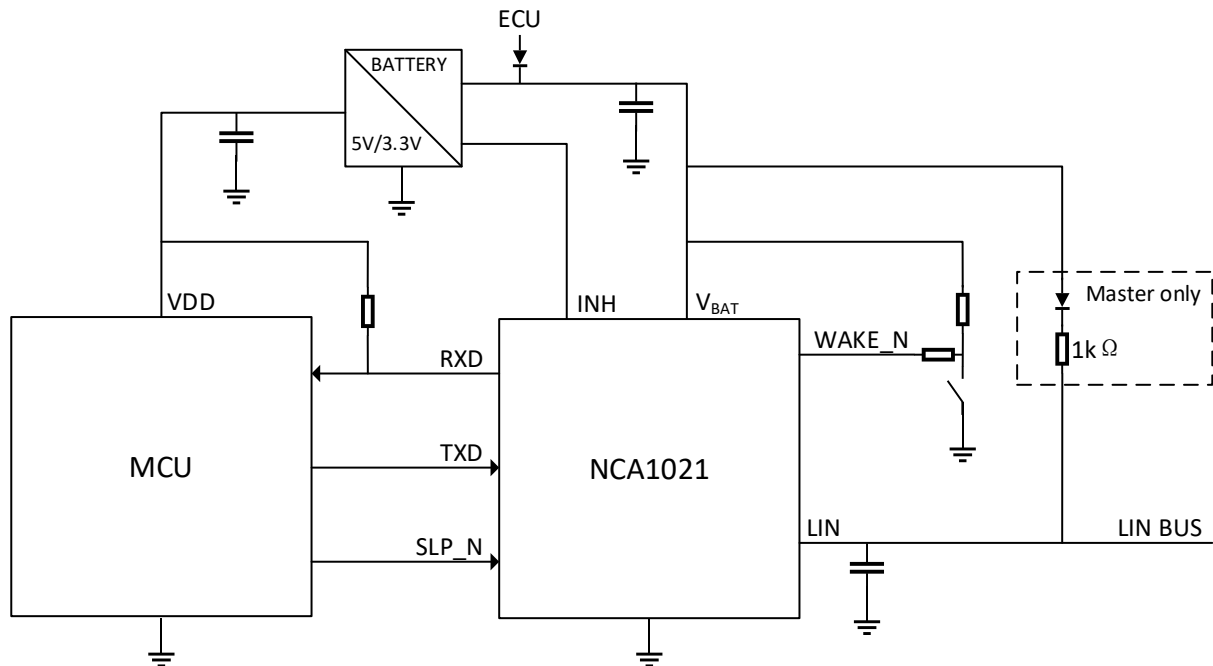 ECU
BATTERY
5V/3.3V
VDD
INH
VBAT
Master only
WAKE_N
1k Ω
RXD
MCU
TXD
NCA1021
SLP_N
LIN
LIN BUS